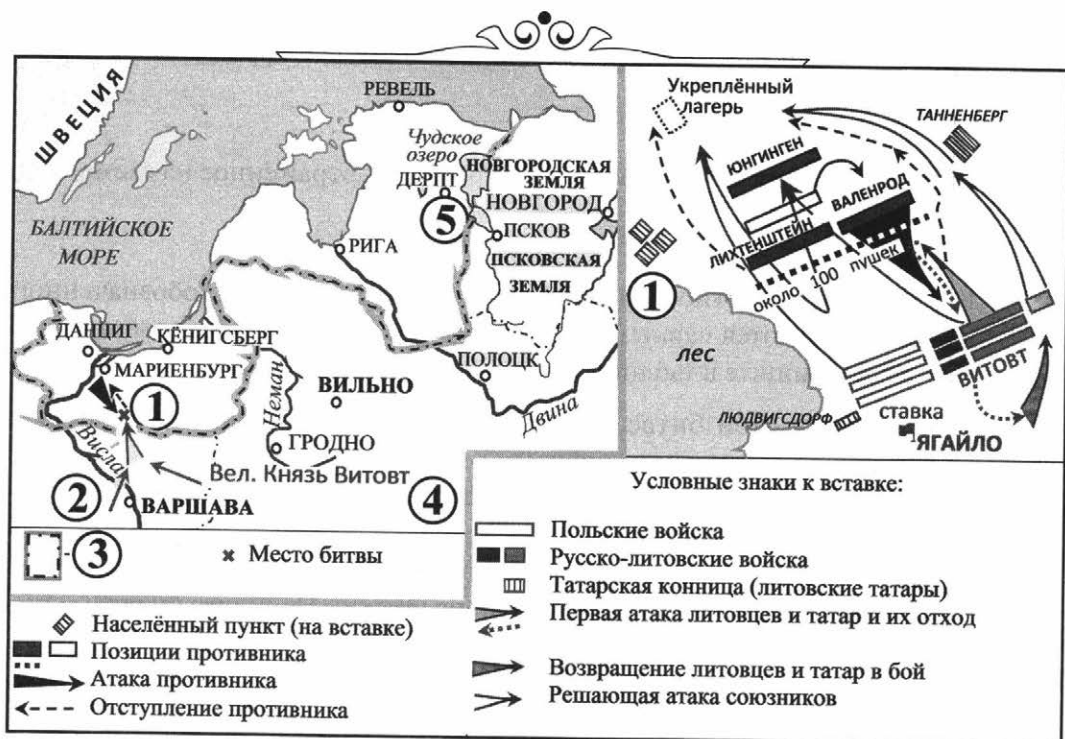 ШВЕЦИЯ
РЕВЕЛЬ
Чудское
озеро
ДЕРПТ
НОВГОРОДСКАЯ
ЗЕМЛЯ
НОВГОРОД
5
ПСКОВ
ПСКОВСКАЯ
ЗЕМЛЯ
БАЛТИЙСКОЕ
МОРЕ
РИГА
ДАНЦИГ
КЁНИГСБЕРГ
МАРИЕНБУРГ
1
Неман
ВИЛЬНО
ПОЛОЦК
Двина
ГРОДНО
Висла
Вел. Князь Витовт
2
ВАРШАВА
4
3
Место битвы
Населённый пункт (на вставке)
Позиции противника
Атака противника
Отступление противника
Укреплённый
лагерь
ТАННЕНБЕРГ
ЮНГИНГЕН
ВАЛЕНРОД
ЛИХТЕНШТЕЙН
около 100 пушек
1
лес
ВИТОВТ
ЛЮДВИГСДОРФ
ставка
ЯГАЙЛО
Условные знаки к вставке:
Польские войска
Русско-литовские войска
Татарская конница (литовские татары)
Первая атака литовцев и татар и их отход
Возвращение литовцев и татар в бой
Решающая атака союзников